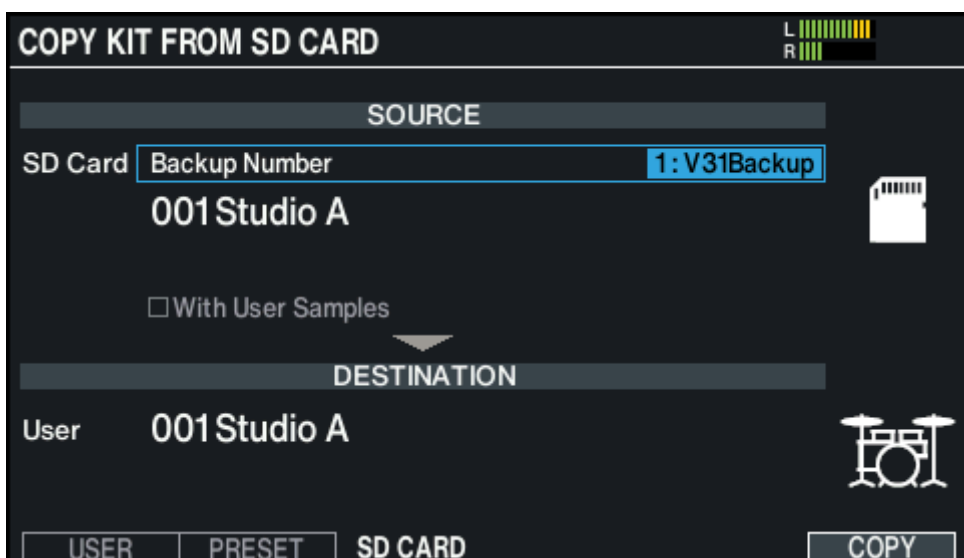 COPY KIT FROM SD CARD L
R
SOURCE
SD Card Backup Number 1:V31Backup
001 Studio A
With User Samples
DESTINATION
User 001 Studio A
USER PRESET SD CARD COPY